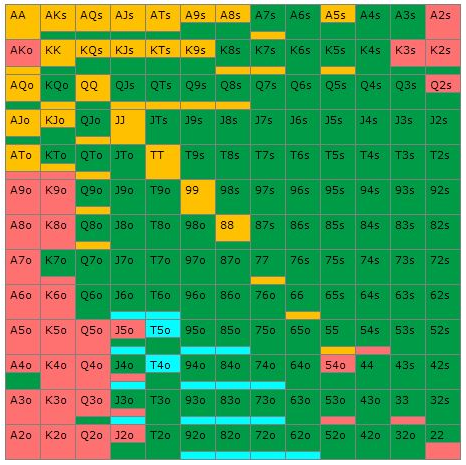 AA AKs AQs AJs ATs A9s A8s A7s A6s A5s A4s A3s A2s
AKo KK KQs KJs KTs K9s K8s K7s K6s K5s K4s K3s K2s
AQo KQo QQ QJs QTs Q9s Q8s Q7s Q6s Q5s Q4s Q3s Q2s
AJo KJo QJo JJ JTs J9s J8s J7s J6s J5s J4s J3s J2s
ATo KTo QTo JTo TT T9s T8s T7s T6s T5s T4s T3s T2s
A9o K9o Q9o J9o T9o 99 98s 97s 96s 95s 94s 93s 92s
A8o K8o Q8o J8o T8o 98o 88 87s 86s 85s 84s 83s 82s
A7o K7o Q7o J7o T7o 97o 87o 77 76s 75s 74s 73s 72s
A6o K6o Q6o J6o T6o 96o 86o 76o 66 65s 64s 63s 62s
A5o K5o Q5o J5o T5o 95o 85o 75o 65o 55 54s 53s 52s
A4o K4o Q4o J4o T4o 94o 84o 74o 64o 54o 44 43s 42s
A3o K3o Q3o J3o T3o 93o 83o 73o 63o 53o 43o 33 32s
A2o K2o Q2o J2o T2o 92o 82o 72o 62o 52o 42o 32o 22